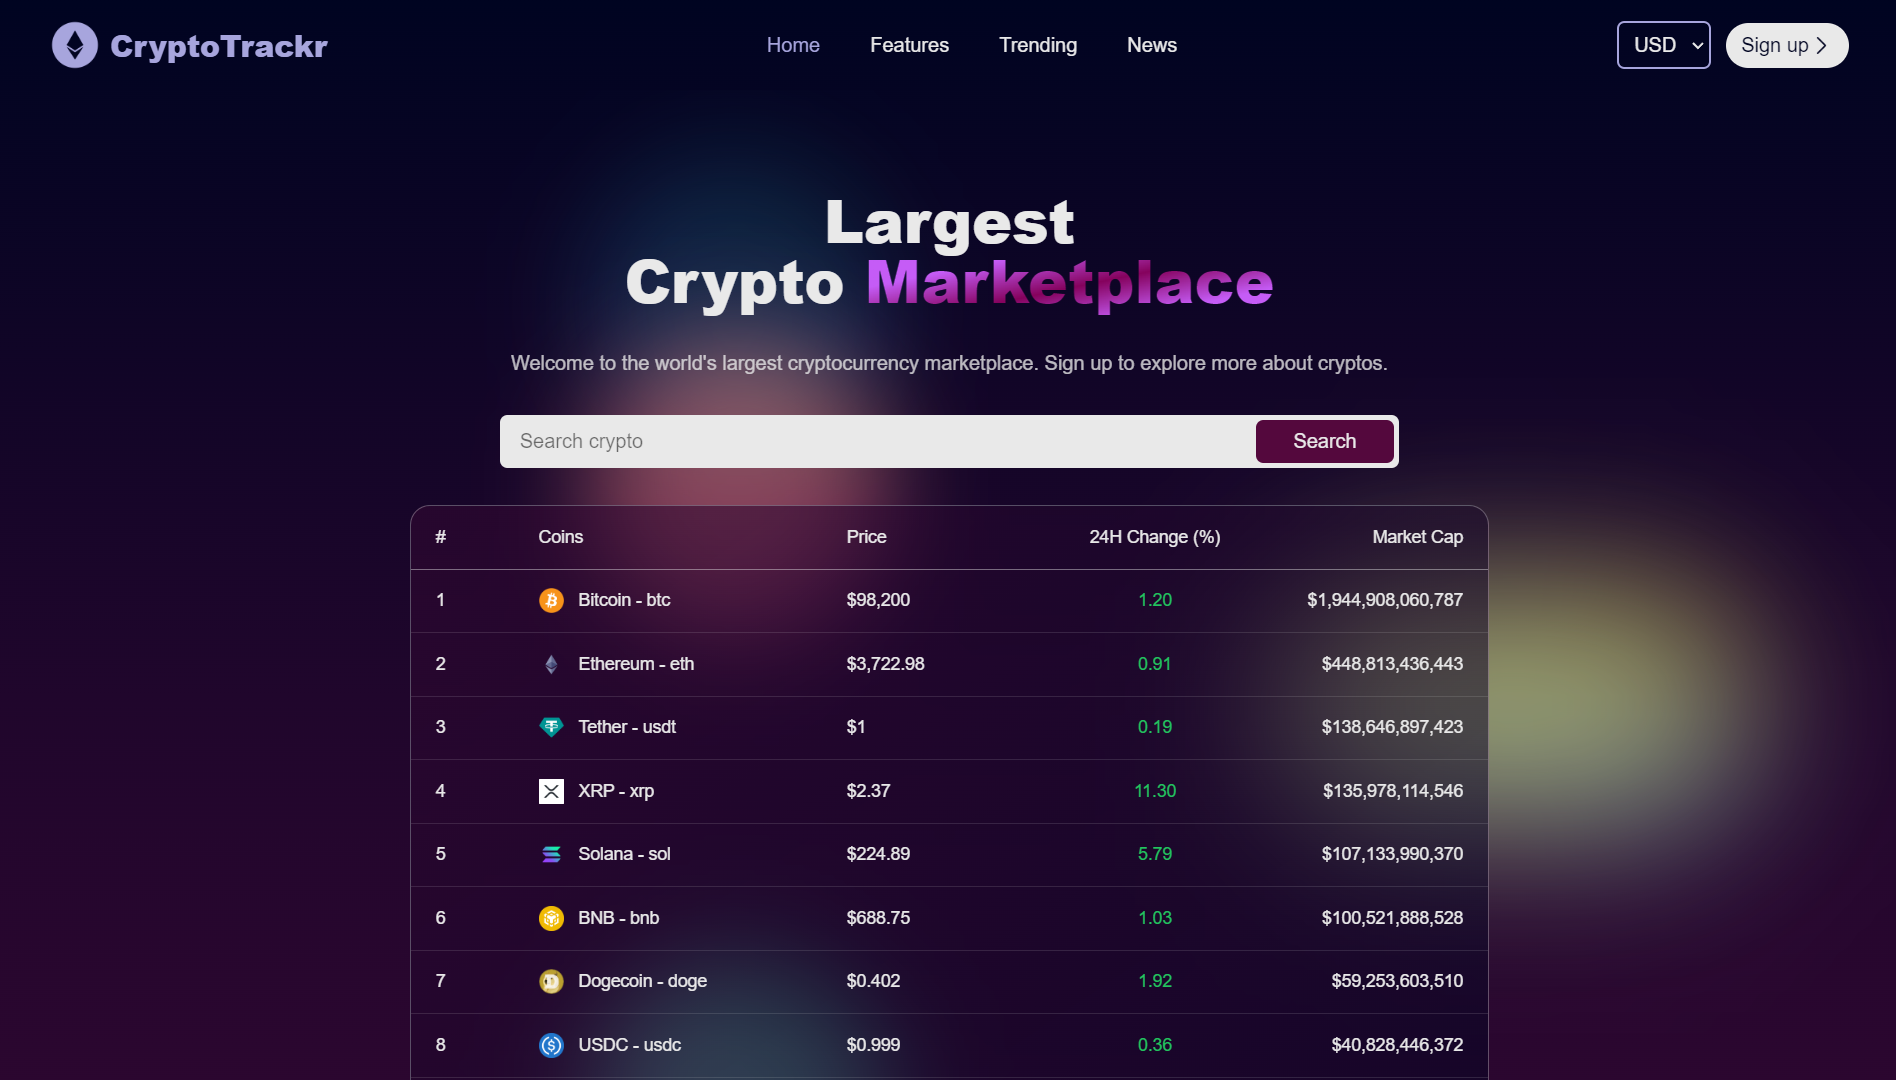 CryptoTrackr Home Features Trending News USD Sign up
Largest
Crypto Marketplace
Welcome to the world's largest cryptocurrency marketplace. Sign up to explore more about cryptos.
Search crypto Search
# Coins Price 24H Change (%) Market Cap
1 Bitcoin - btc $98,200 1.20 $1,944,908,060,787
2 Ethereum - eth $3,722.98 0.91 $448,813,436,443
3 Tether - usdt $1 0.19 $138,646,897,423
4 XRP - xrp $2.37 11.30 $135,978,114,546
5 Solana - sol $224.89 5.79 $107,133,990,370
6 BNB - bnb $688.75 1.03 $100,521,888,528
7 Dogecoin - doge $0.402 1.92 $59,253,603,510
8 USDC - usdc $0.999 0.36 $40,828,446,372